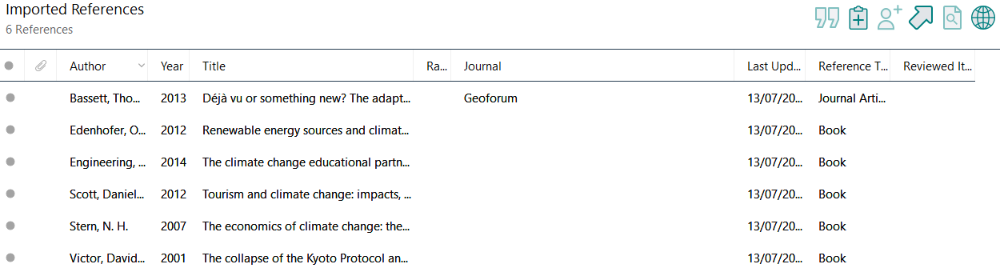 Imported References
6 References
Author Year Title Ra... Journal Last Upd... Reference T... Reviewed It...
Bassett, Tho... 2013 Déjà vu or something new? The adapt... Geoforum 13/07/20... Journal Arti...
Edenhofer, O... 2012 Renewable energy sources and climat... 13/07/20... Book
Engineering, ... 2014 The climate change educational partn... 13/07/20... Book
Scott, Daniel... 2012 Tourism and climate change: impacts, ... 13/07/20... Book
Stern, N. H. 2007 The economics of climate change: the... 13/07/20... Book
Victor, David... 2001 The collapse of the Kyoto Protocol an... 13/07/20... Book